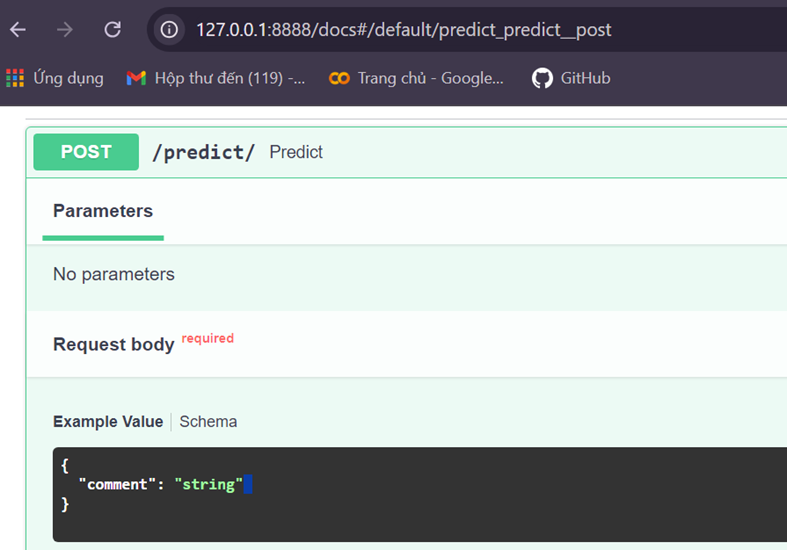 127.0.0.1:8888/docs#/default/predict_predict__post
Ứng dụng Hộp thư đến (119) -... Trang chủ - Google... GitHub
POST /predict/ Predict
Parameters
No parameters
Request body required
Example Value Schema
{
"comment": "string"
}